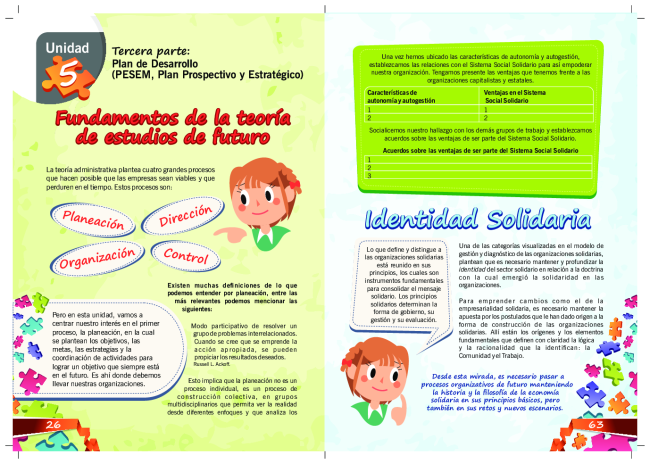 Unidad
5
Tercera parte:
Plan de Desarrollo
(PESEM, Plan Prospectivo y Estratégico)
Fundamentos de la teoría
de estudios de futuro
La teoría administrativa plantea cuatro grandes procesos
que hacen posible que las empresas sean viables y que
perduren en el tiempo. Estos procesos son:
Planeación
Dirección
Organización
Control
Pero en esta unidad, vamos a
centrar nuestro interés en el primer
proceso, la planeación, en la cual
se plantean los objetivos, las
metas, las estrategias y la
coordinación de actividades para
lograr un objetivo que siempre está
en el futuro. Es ahí donde debemos
llevar nuestras organizaciones.
Existen muchas definiciones de lo que
podemos entender por planeación, entre las
más relevantes podemos mencionar las
siguientes:
Modo participativo de resolver un
grupo de problemas interrelacionados.
Cuando se cree que se emprende la
acción apropiada, se pueden
propiciar los resultados deseados.
Russell L. Ackoff.
Esto implica que la planeación no es un
proceso individual, es un proceso de
construcción colectiva, en grupos
multidisciplinarios que permita ver la realidad
desde diferentes enfoques y que analiza los
26
Una vez hemos ubicado las características de autonomía y autogestión,
establezcamos las relaciones con el Sistema Social Solidario para así empoderar
nuestra organización. Tengamos presente las ventajas que tenemos frente a las
organizaciones capitalistas y estatales.
Características de
autonomía y autogestión
Ventajas en el Sistema
Social Solidario
1 1
2 2
Socialicemos nuestro hallazgo con los demás grupos de trabajo y establezcamos
acuerdos sobre las ventajas de ser parte del Sistema Social Solidario.
Acuerdos sobre las ventajas de ser parte del Sistema Social Solidario
1
2
3
Identidad Solidaria
Lo que define y distingue a
las organizaciones solidarias
está reunido en sus
principios, los cuales son
instrumentos fundamentales
para consolidar el mensaje
solidario. Los principios
solidarios determinan la
forma de gobierno, su
gestión y su evaluación.
Una de las categorías visualizadas en el modelo de
gestión y diagnóstico de las organizaciones solidarias,
plantean que es necesario mantener y profundizar la
identidad del sector solidario en relación a la doctrina
con la cual emergió la solidaridad en las
organizaciones.
Para emprender cambios como el de la
empresarialidad solidaria, es necesario mantener la
apuesta por los postulados que le han dado origen a la
forma de construcción de las organizaciones
solidarias. Allí están los orígenes y los elementos
fundamentales que definen con claridad la lógica
y la racionalidad que la identifican: la
Comunidad y el Trabajo.
Desde esta mirada, es necesario pasar a
procesos organizativos de futuro manteniendo
la historia y la filosofía de la economía
solidaria en sus principios básicos, pero
también en sus retos y nuevos escenarios.
63